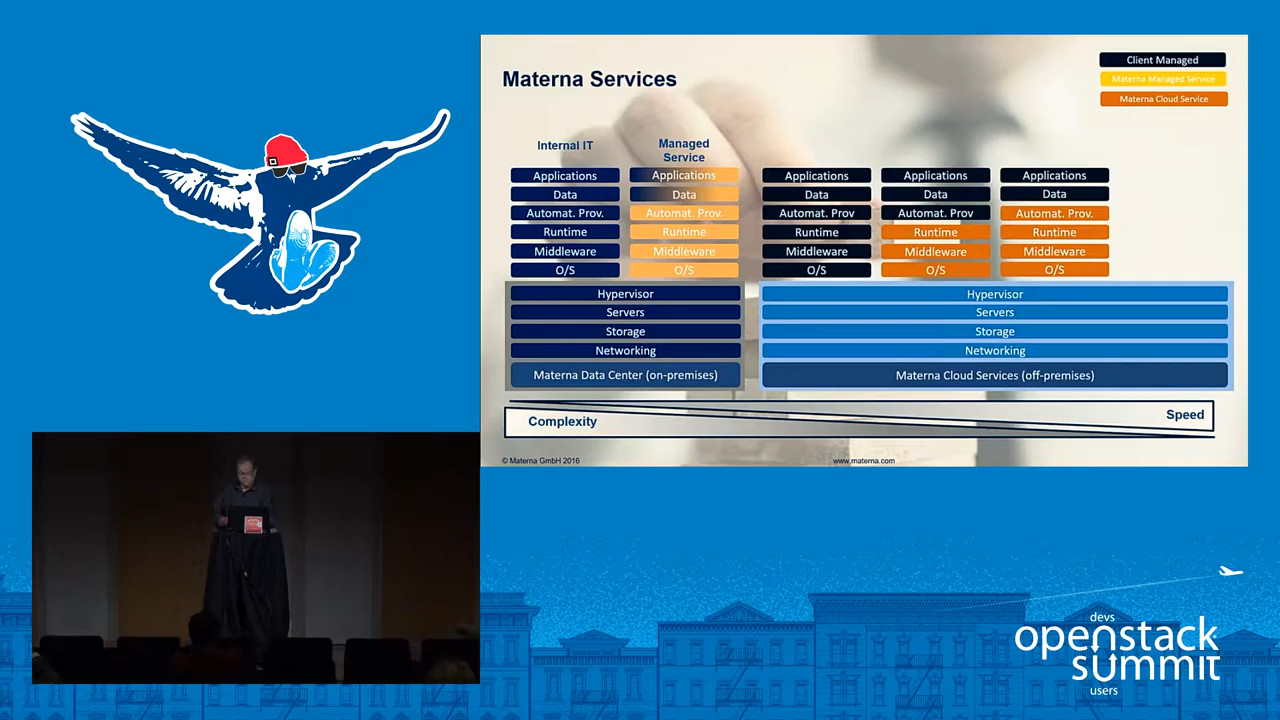 Materna Services
Client Managed
Materna Managed Service
Materna Cloud Service
Internal IT
Managed
Service
Applications Applications Applications Applications Applications
Data Data Data Data Data
Automat. Prov. Automat. Prov. Automat. Prov Automat. Prov Automat. Prov.
Runtime Runtime Runtime Runtime Runtime
Middleware Middleware Middleware Middleware Middleware
O/S O/S O/S O/S O/S
Hypervisor Hypervisor
Servers Servers
Storage Storage
Networking Networking
Materna Data Center (on-premises) Materna Cloud Services (off-premises)
Complexity Speed
© Materna GmbH 2016 www.materna.com
devs
openstack
summit
users